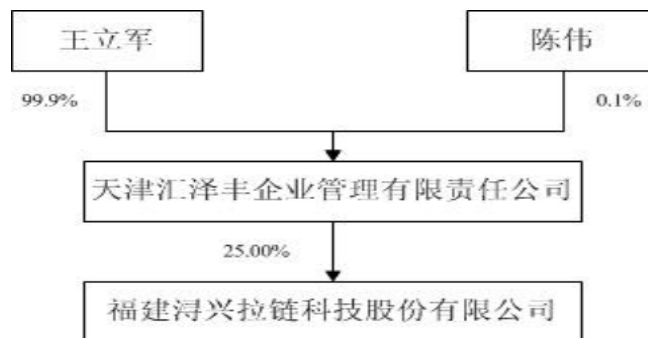 王立军
陈伟
99.9%
0.1%
天津汇泽丰企业管理有限责任公司
25.00%
福建浔兴拉链科技股份有限公司